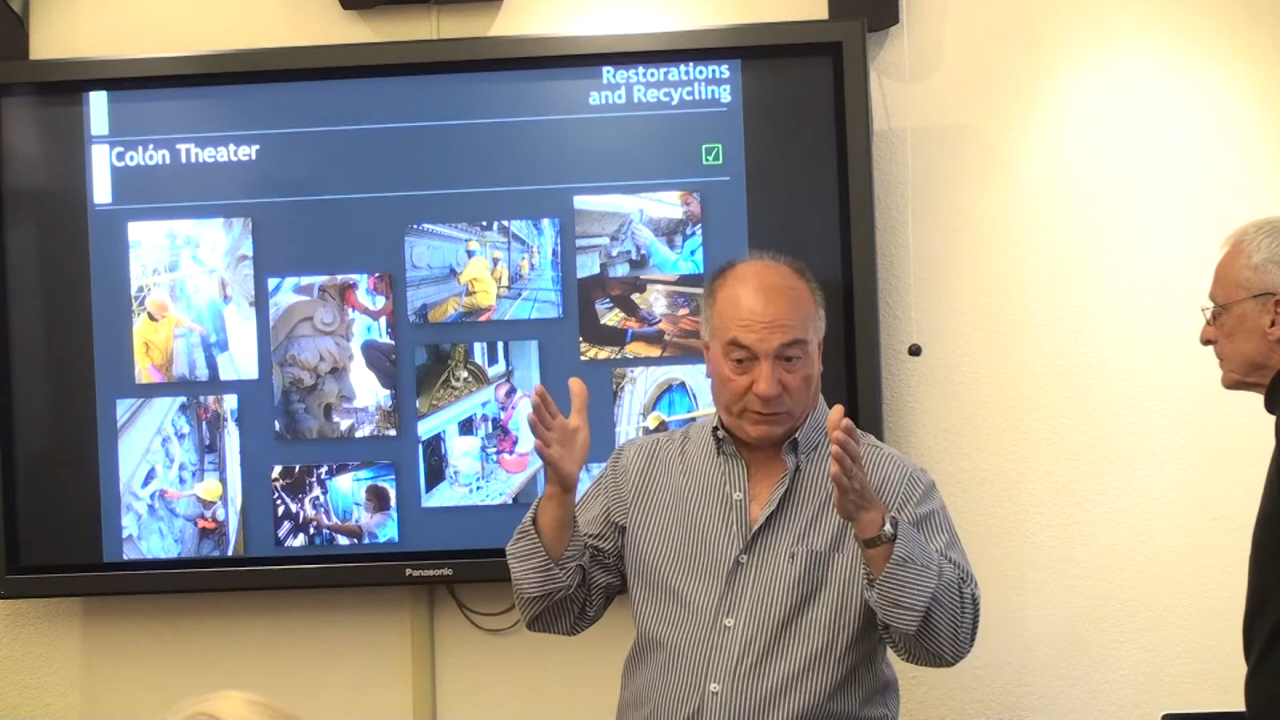 Restorations
and Recycling
Colón Theater
Panasonic